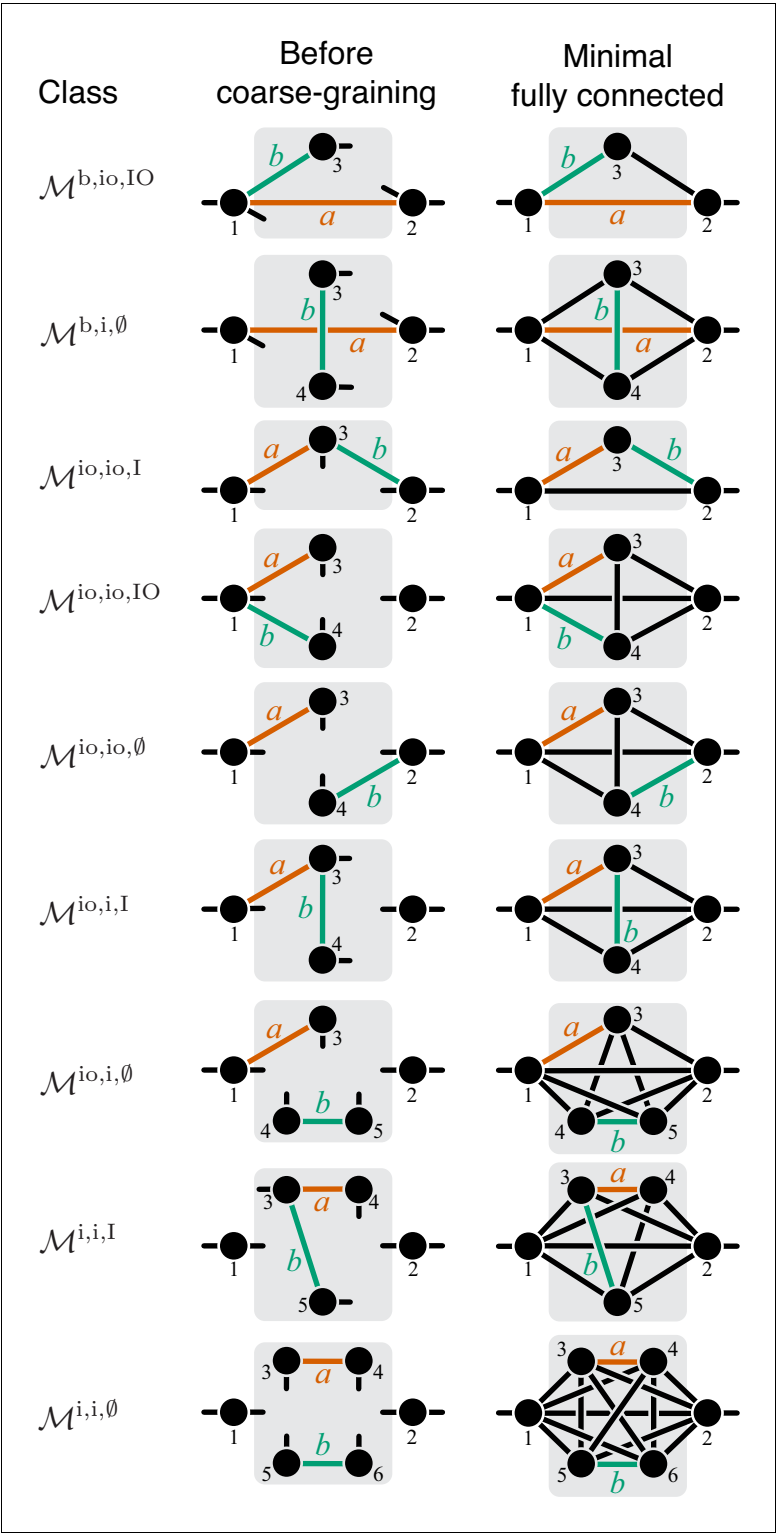 Class
Before
coarse-graining
Minimal
fully connected
ℳ^b,io,IO
b
3
1
a
2
b
3
1
a
2
ℳ^b,i,∅
3
b
1
a
2
4
3
b
1
a
2
4
ℳ^io,io,I
a
3
b
1
2
a
3
b
1
2
ℳ^io,io,IO
a
3
1
b
4
2
a
3
1
b
4
2
ℳ^io,io,∅
a
3
1
2
4
b
a
3
1
2
4
b
ℳ^io,i,I
a
3
b
1
4
2
a
3
1
b
2
4
ℳ^io,i,∅
a
3
1
2
4
b
5
a
3
1
2
4
b
5
ℳ^i,i,I
3
a
4
1
b
2
5
3
a
4
1
b
2
5
ℳ^i,i,∅
3
a
4
1
2
5
b
6
3
a
4
1
2
5
b
6